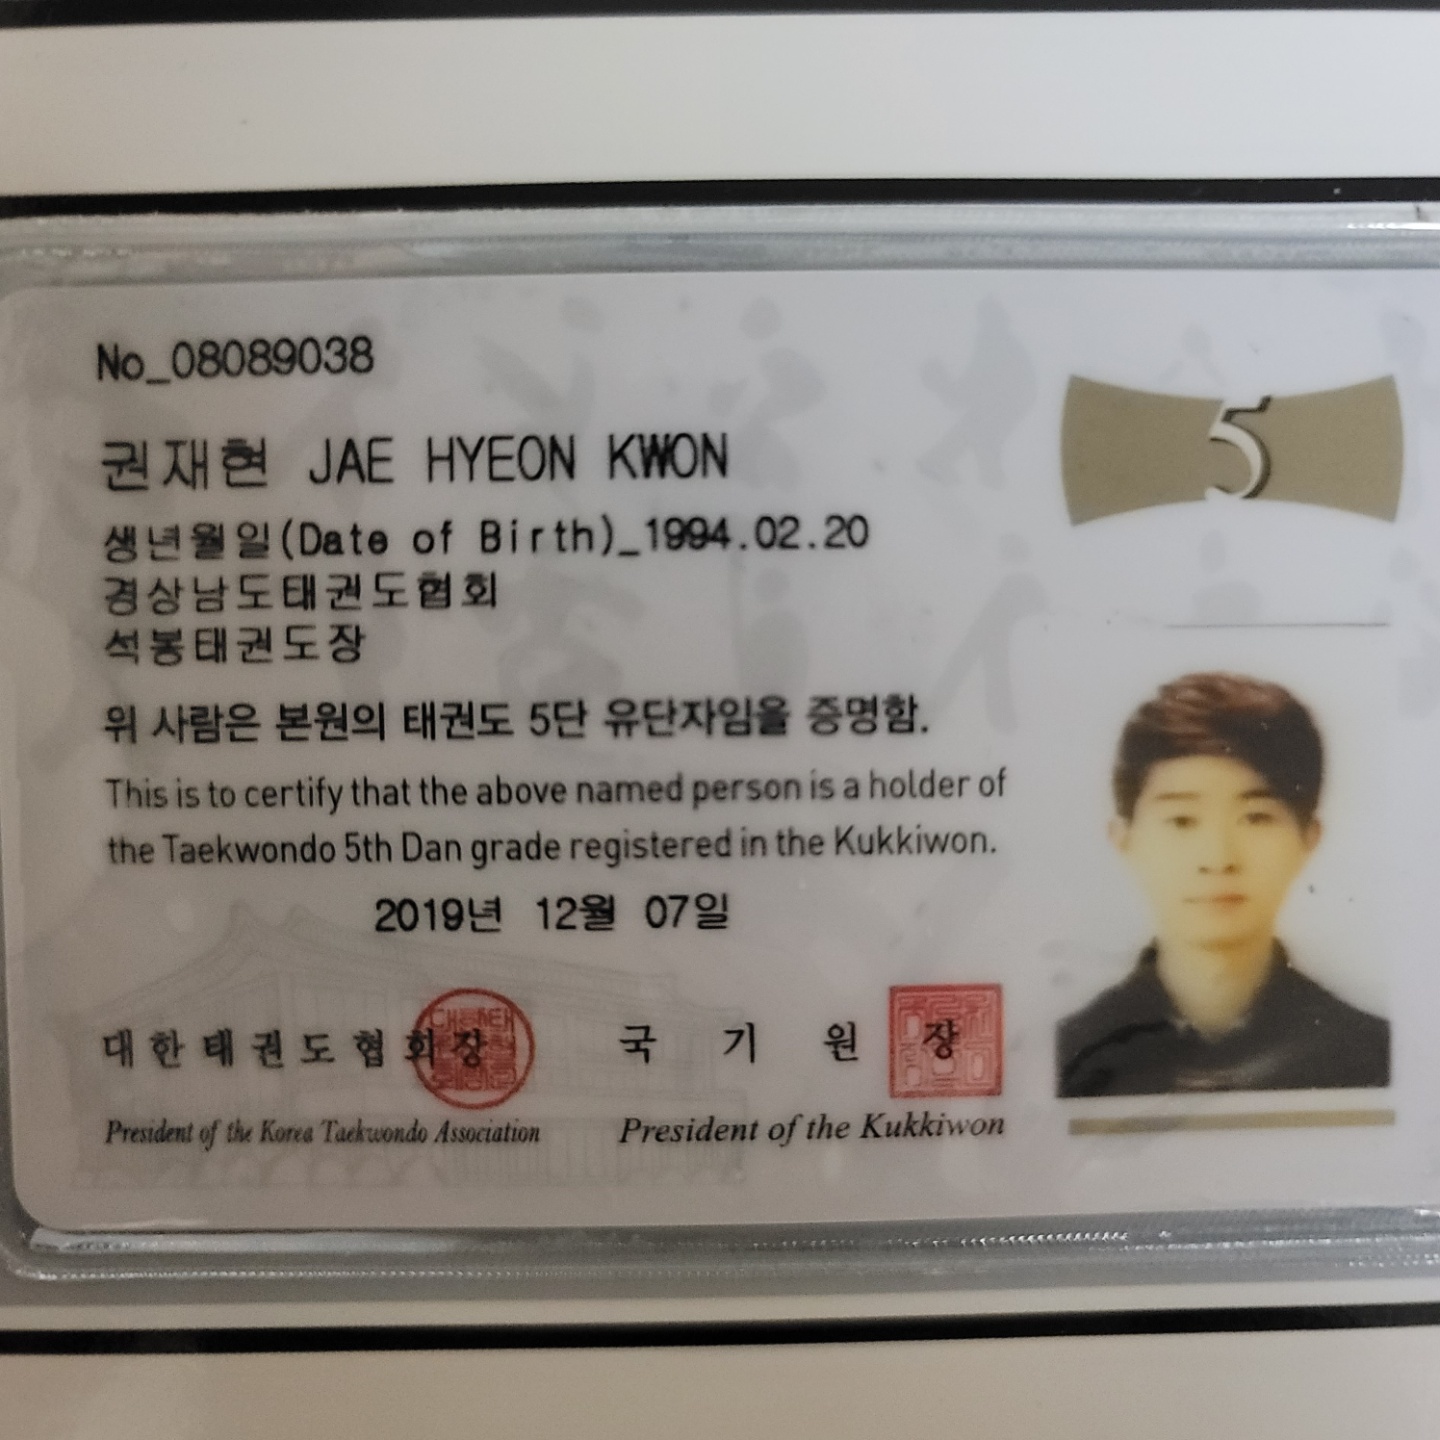 No_08089038
5
권재현 JAE HYEON KWON
생년월일(Date of Birth)_1994.02.20
경상남도태권도협회
석봉태권도장
위 사람은 본원의 태권도 5단 유단자임을 증명함.
This is to certify that the above named person is a holder of
the Taekwondo 5th Dan grade registered in the Kukkiwon.
2019년 12월 07일
대한태권도협회장 국기원장
President of the Korea Taekwondo Association President of the Kukkiwon